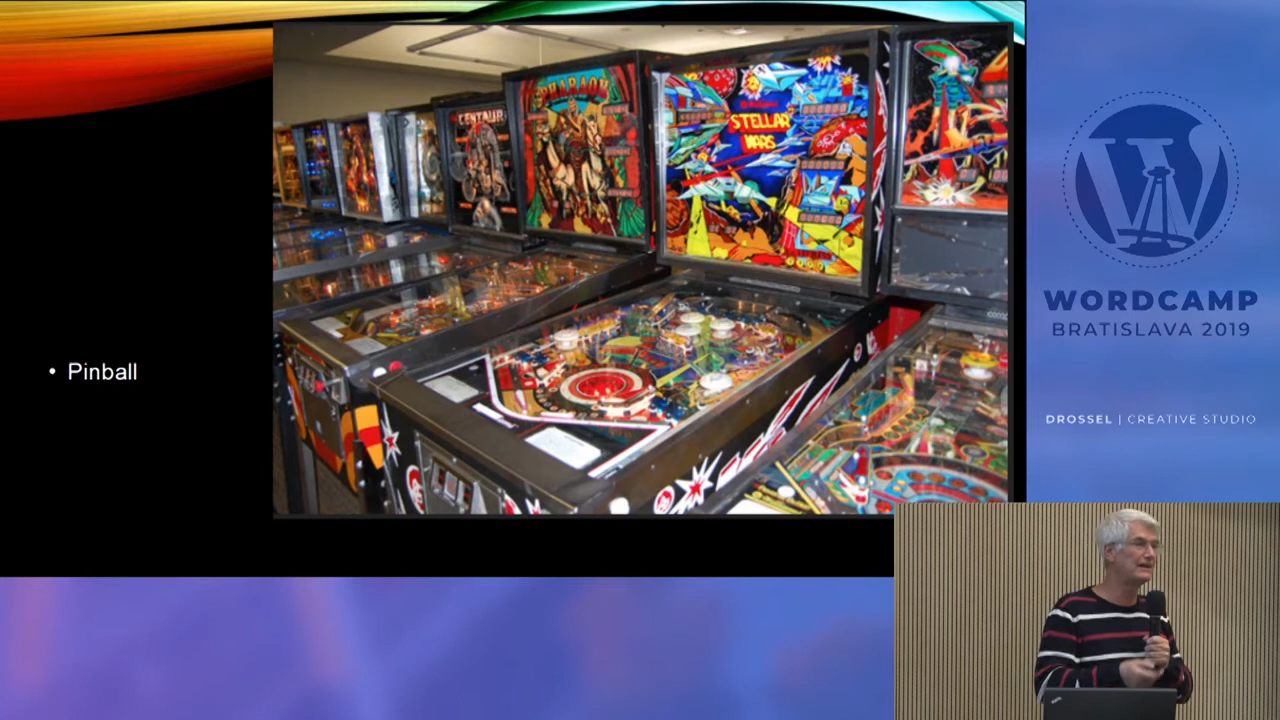 CENTAUR
PHARAOH
STELLAR
WARS
• Pinball
WORDCAMP
BRATISLAVA 2019
DROSSEL | CREATIVE STUDIO